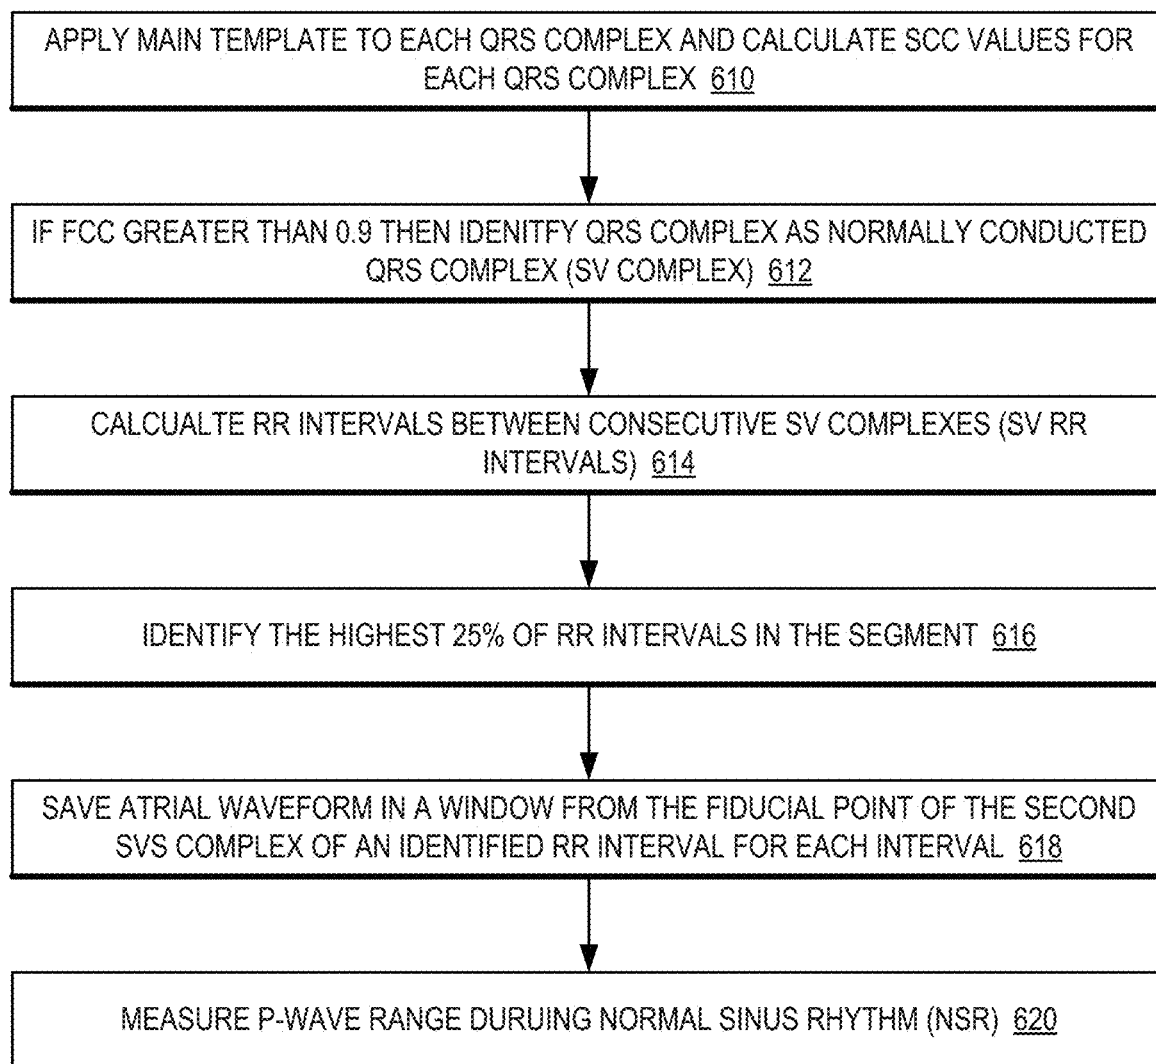 APPLY MAIN TEMPLATE TO EACH QRS COMPLEX AND CALCULATE SCC VALUES FOR
EACH QRS COMPLEX 610
IF FCC GREATER THAN 0.9 THEN IDENITFY QRS COMPLEX AS NORMALLY CONDUCTED
QRS COMPLEX (SV COMPLEX) 612
CALCUALTE RR INTERVALS BETWEEN CONSECUTIVE SV COMPLEXES (SV RR
INTERVALS) 614
IDENTIFY THE HIGHEST 25% OF RR INTERVALS IN THE SEGMENT 616
SAVE ATRIAL WAVEFORM IN A WINDOW FROM THE FIDUCIAL POINT OF THE SECOND
SVS COMPLEX OF AN IDENTIFIED RR INTERVAL FOR EACH INTERVAL 618
MEASURE P-WAVE RANGE DURUING NORMAL SINUS RHYTHM (NSR) 620